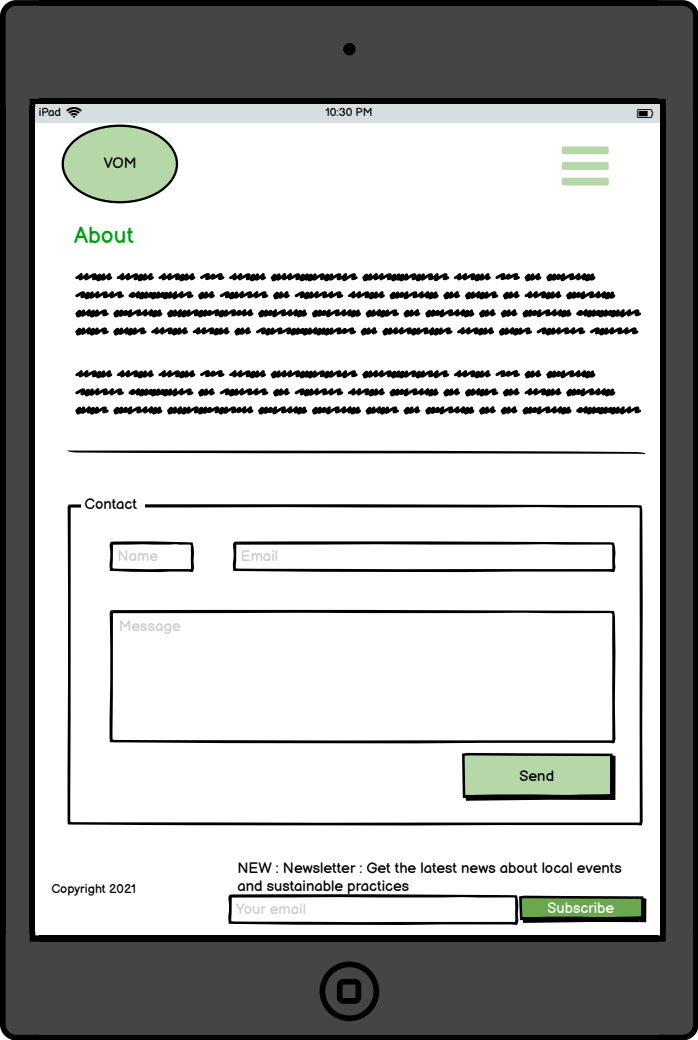 iPad
10:30 PM
VOM
About
Contact
Name
Email
Message
Send
NEW : Newsletter : Get the latest news about local events
and sustainable practices
Copyright 2021
Your email
Subscribe